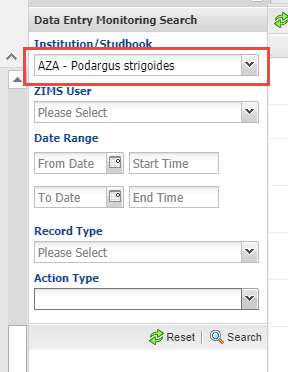 Data Entry Monitoring Search
Institution/Studbook
AZA - Podargus strigoides
ZIMS User
Please Select
Date Range
From Date Start Time
To Date End Time
Record Type
Please Select
Action Type
Reset Search